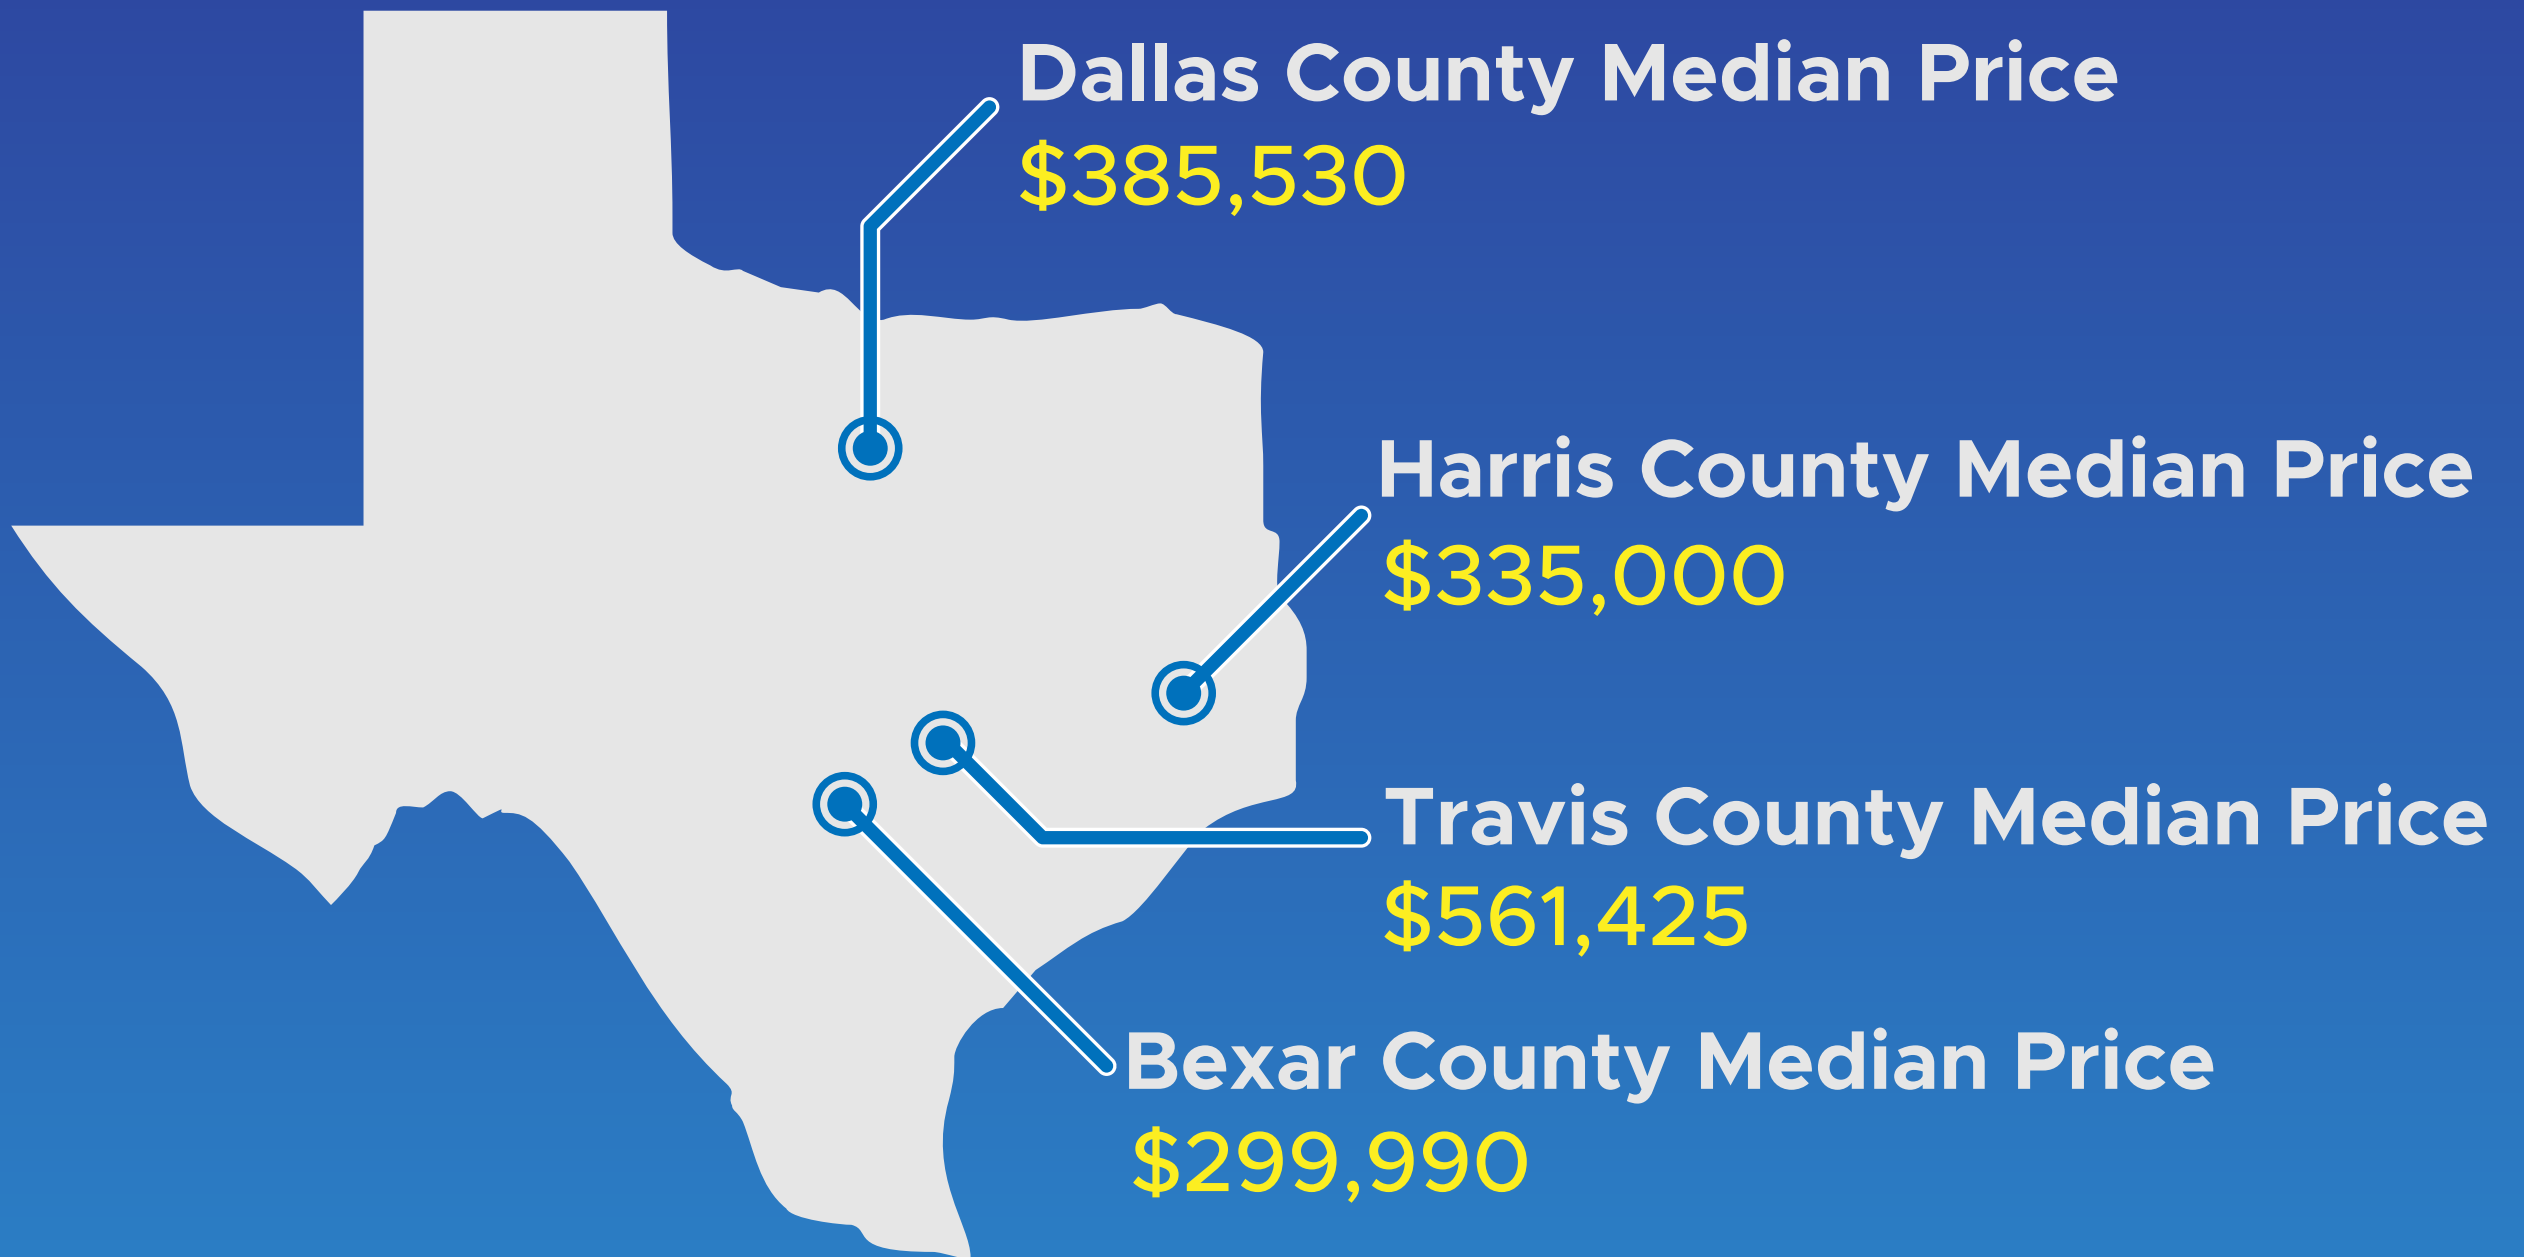 Dallas County Median Price
$385,530
Harris County Median Price
$335,000
Travis County Median Price
$561,425
Bexar County Median Price
$299,990